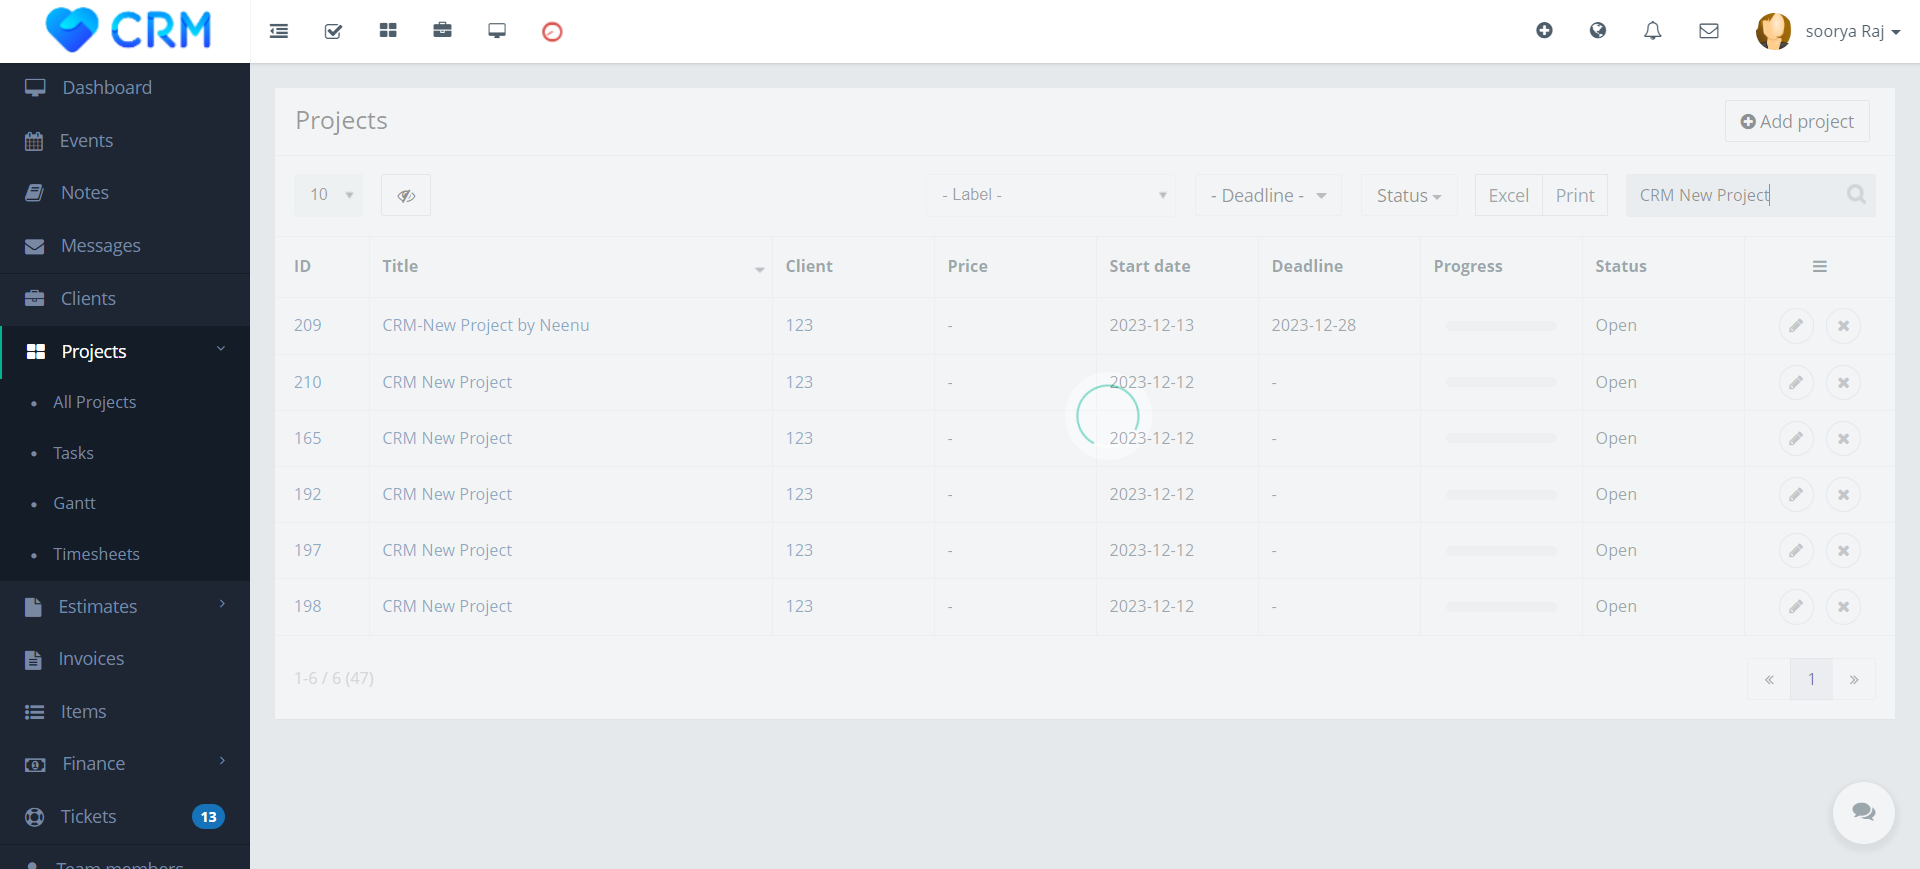 CRM
soorya Raj
Dashboard
Events
Notes
Messages
Clients
Projects
All Projects
Tasks
Gantt
Timesheets
Estimates
Invoices
Items
Finance
Tickets 13
Team members
Projects
Add project
10
- Label -
- Deadline -
Status
Excel
Print
CRM New Project
ID Title Client Price Start date Deadline Progress Status
209 CRM-New Project by Neenu 123 - 2023-12-13 2023-12-28 Open
210 CRM New Project 123 - 2023-12-12 - Open
165 CRM New Project 123 - 2023-12-12 - Open
192 CRM New Project 123 - 2023-12-12 - Open
197 CRM New Project 123 - 2023-12-12 - Open
198 CRM New Project 123 - 2023-12-12 - Open
1-6 / 6 (47)
« 1 »